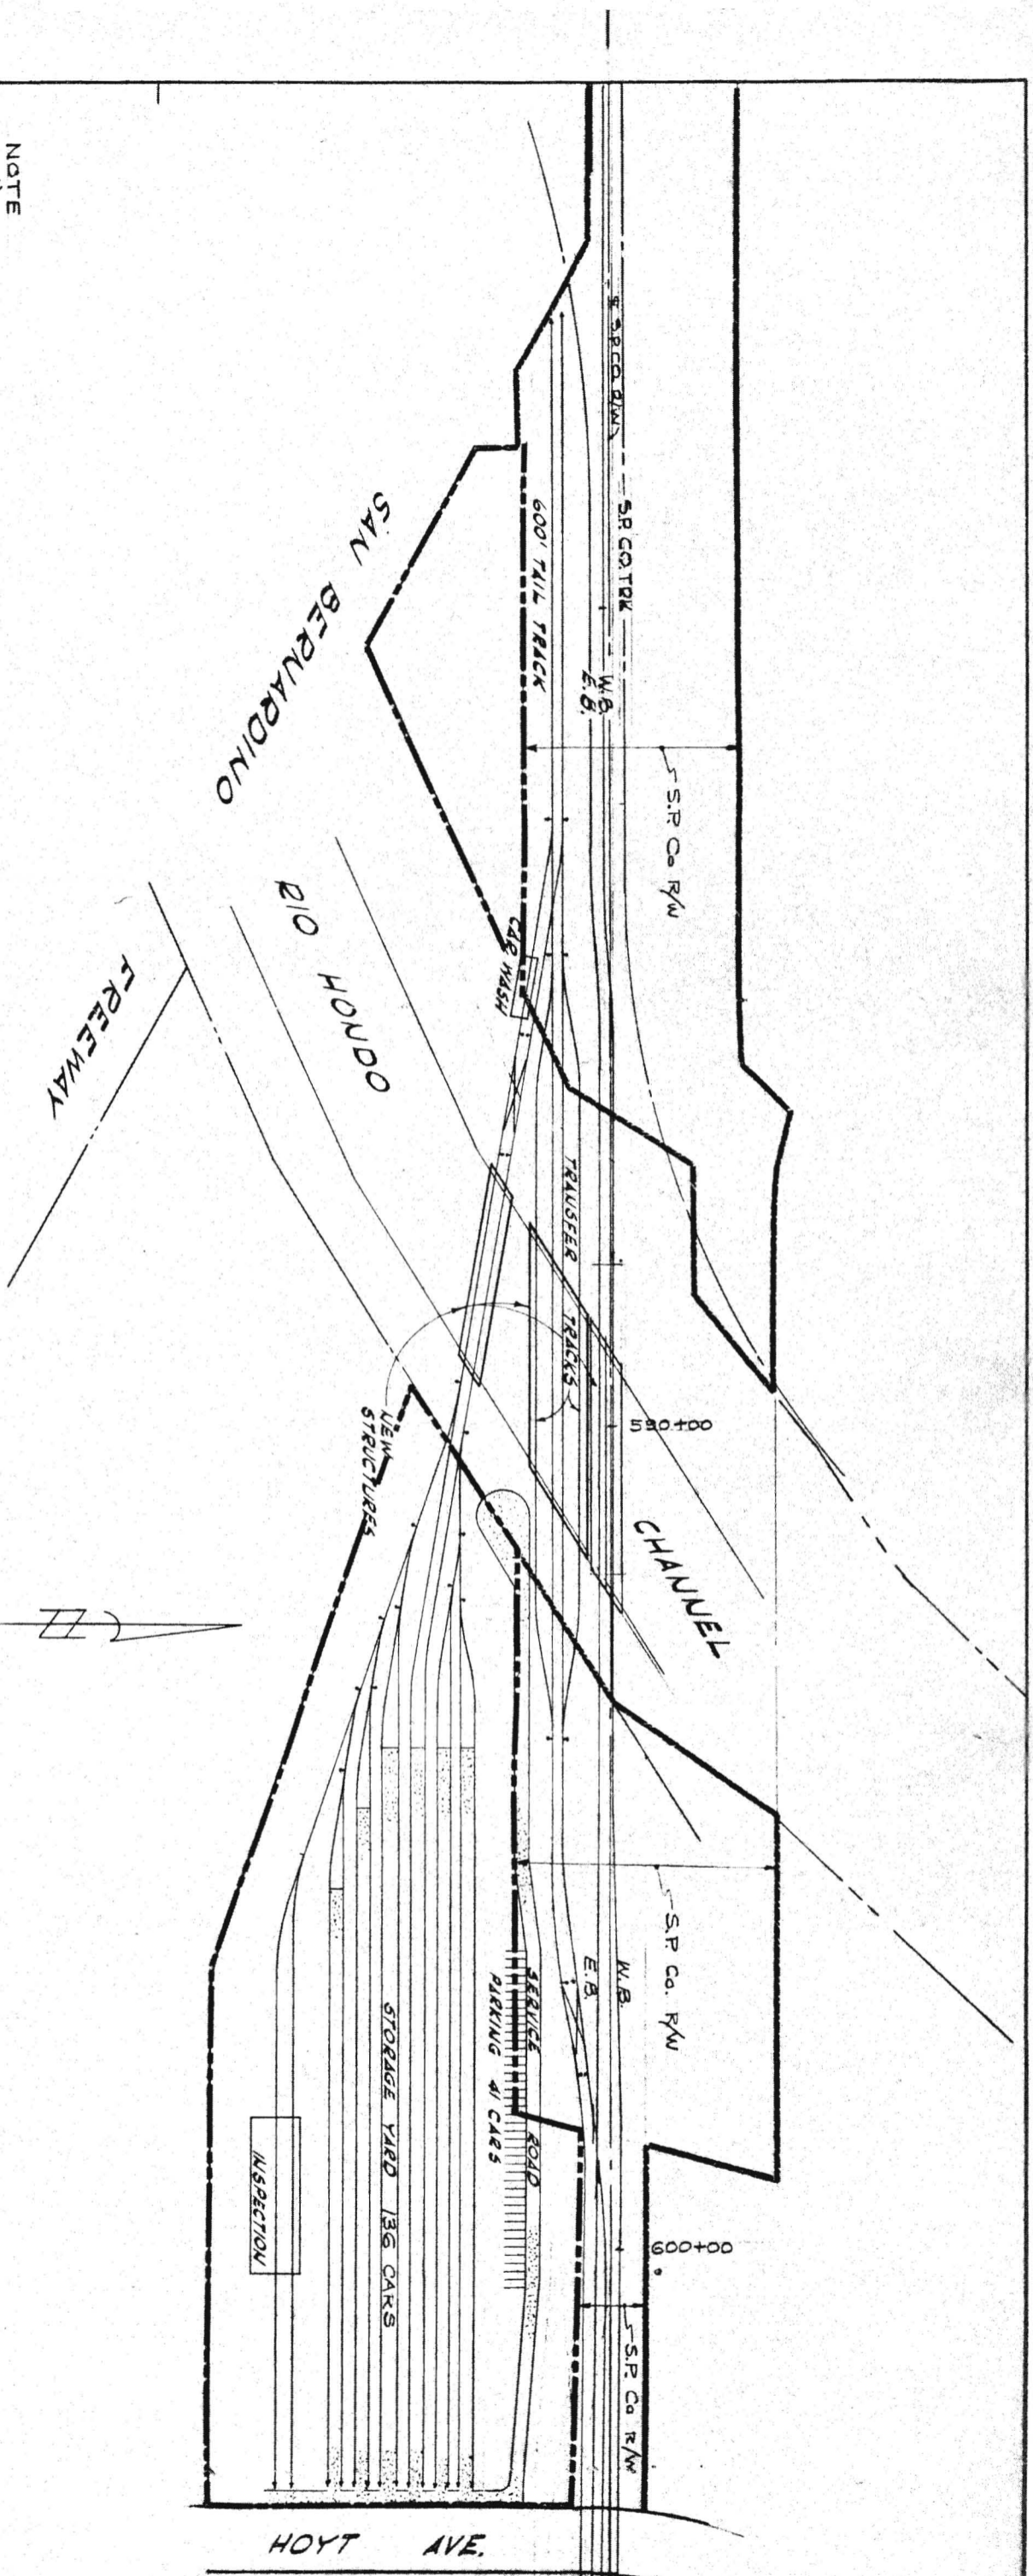 NOTE
℄ S.P. CO. R/W
S.P. CO. TRK
600' TAIL TRACK
W.B.
E.B.
S.P. Co R/W
SAN BERNARDINO
FREEWAY
RIO HONDO
CHANNEL
CAR WASH
TRANSFER TRACKS
NEW
STRUCTURES
590+00
S.P. Co. R/W
W.B.
E.B.
SERVICE ROAD
PARKING 41 CARS
STORAGE YARD 136 CARS
INSPECTION
600+00
S.P. Co R/W
HOYT AVE.